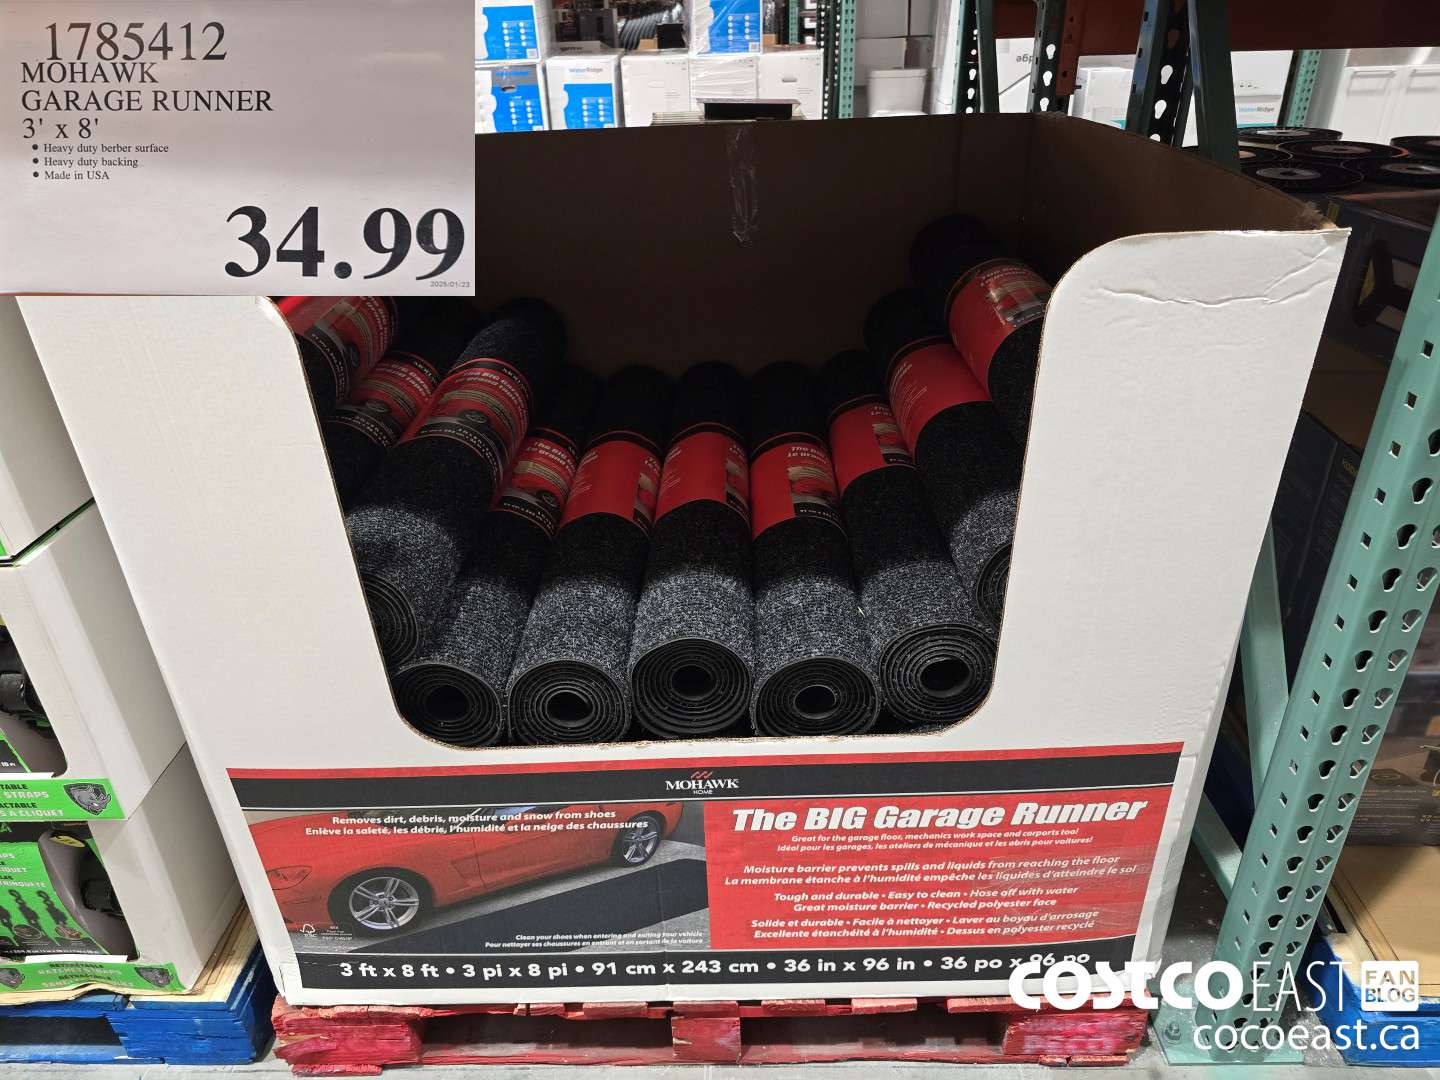 1785412
MOHAWK
GARAGE RUNNER
3' x 8'
• Heavy duty berber surface
• Heavy duty backing
• Made in USA
34.99
WaterRidge
MOHAWK
HOME
Removes dirt, debris, moisture and snow from shoes
Enlève la saleté, les débris, l'humidité et la neige des chaussures
Clean your shoes when entering and exiting your vehicle
Pour nettoyer ses chaussures en entrant et en sortant de la voiture
The BIG Garage Runner
Great for the garage floor, mechanics work space and carports too!
idéal pour les garages, les ateliers de mécanique et les abris pour voitures!
Moisture barrier prevents spills and liquids from reaching the floor
La membrane étanche à l'humidité empêche les liquides d'atteindre le sol
Tough and durable • Easy to clean • Hose off with water
Great moisture barrier • Recycled polyester face
Solide et durable • Facile à nettoyer • Laver au boyau d'arrosage
Excellente étanchéité à l'humidité • Dessus en polyester recyclé
3 ft x 8 ft • 3 pi x 8 pi • 91 cm x 243 cm • 36 in x 96 in • 36 po x 96 po
COSTCO EAST FAN BLOG
cocoeast.ca